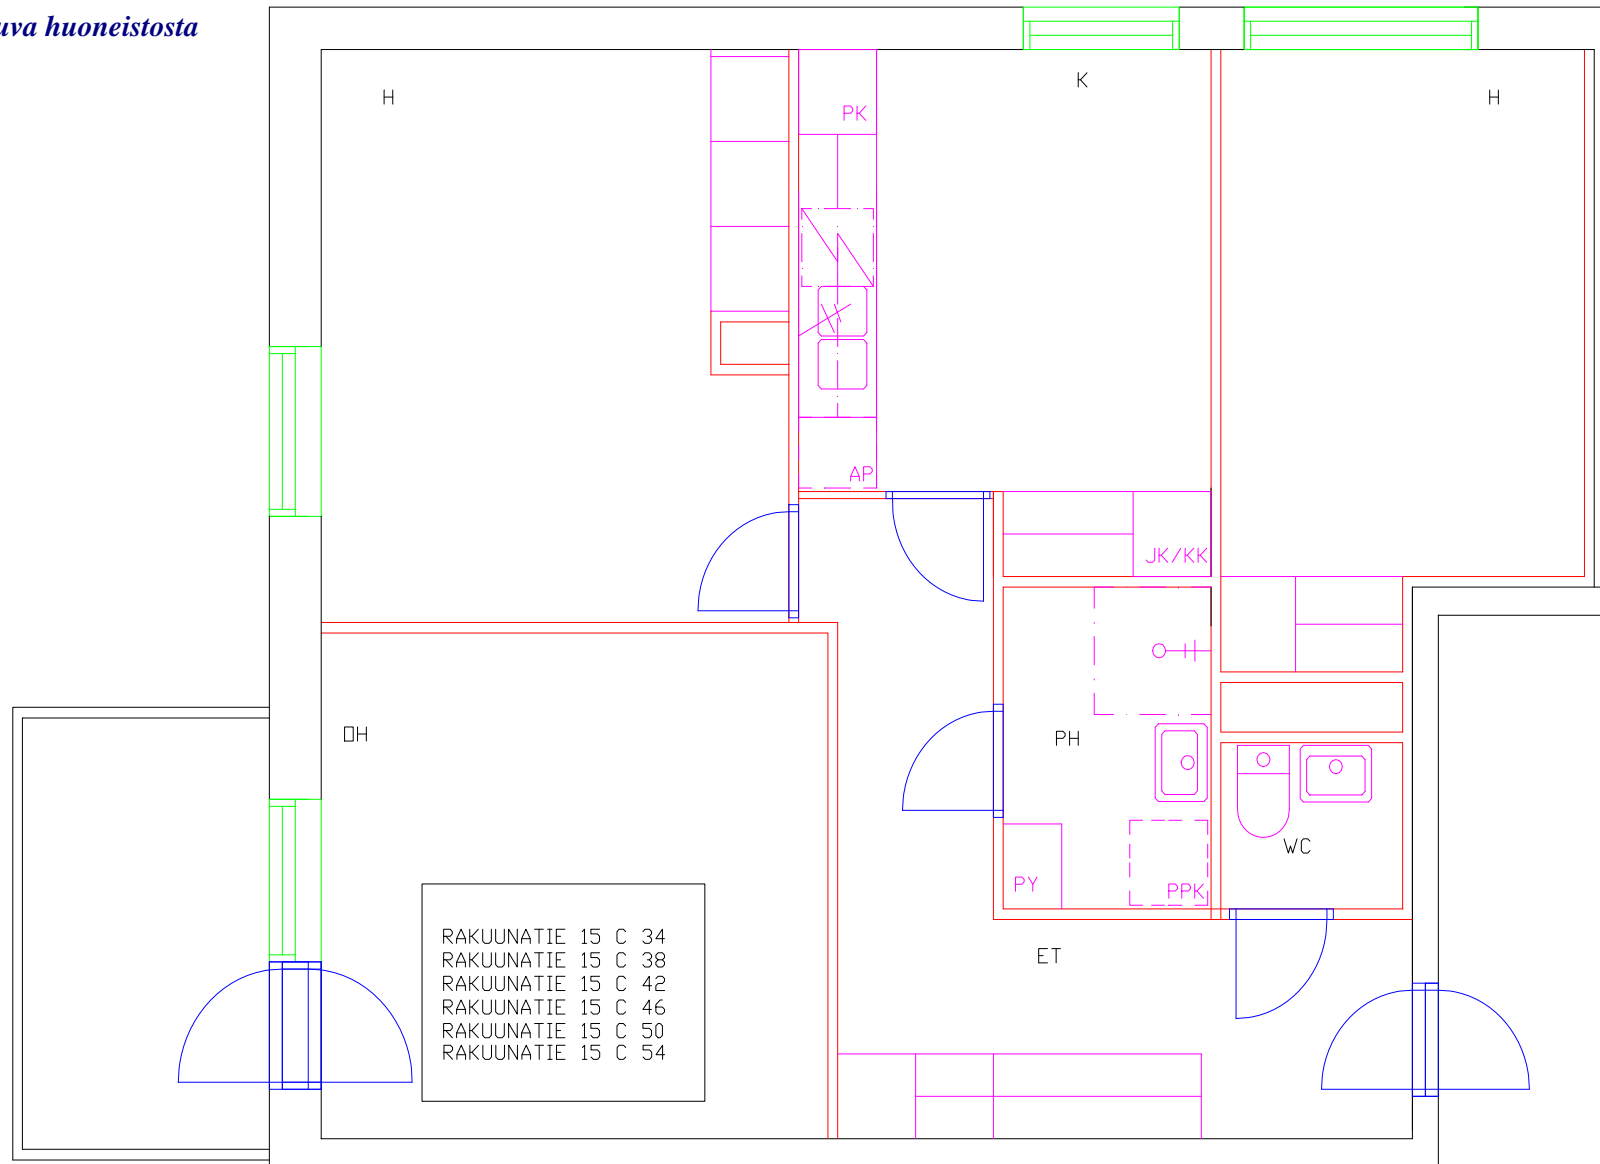 uva huoneistosta
H
K
H
PK
AP
JK/KK
OH
PH
WC
PY
PPK
ET
RAKUUNATIE 15 C 34
RAKUUNATIE 15 C 38
RAKUUNATIE 15 C 42
RAKUUNATIE 15 C 46
RAKUUNATIE 15 C 50
RAKUUNATIE 15 C 54